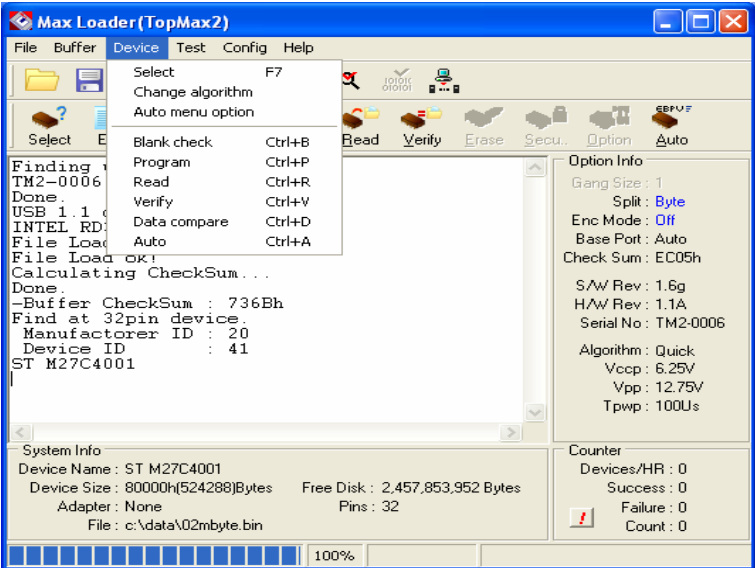 Max Loader(TopMax2)
File Buffer Device Test Config Help
Select F7
Change algorithm
Auto menu option
Blank check Ctrl+B
Program Ctrl+P
Read Ctrl+R
Verify Ctrl+V
Data compare Ctrl+D
Auto Ctrl+A
Select E Read Verify Erase Secu.. Option Auto
Finding
TM2-0006
Done.
USB 1.1
INTEL RD
File Load
File Load ok!
Calculating CheckSum...
Done.
-Buffer CheckSum : 736Bh
Find at 32pin device.
Manufactorer ID : 20
Device ID : 41
ST M27C4001
Option Info
Gang Size : 1
Split : Byte
Enc Mode : Off
Base Port : Auto
Check Sum : EC05h
S/W Rev : 1.6g
H/W Rev : 1.1A
Serial No : TM2-0006
Algorithm : Quick
Vccp : 6.25V
Vpp : 12.75V
Tpwp : 100Us
System Info
Device Name : ST M27C4001
Device Size : 80000h(524288)Bytes Free Disk : 2,457,853,952 Bytes
Adapter : None Pins : 32
File : c:\data\02mbyte.bin
Counter
Devices/HR : 0
Success : 0
Failure : 0
Count : 0
100%